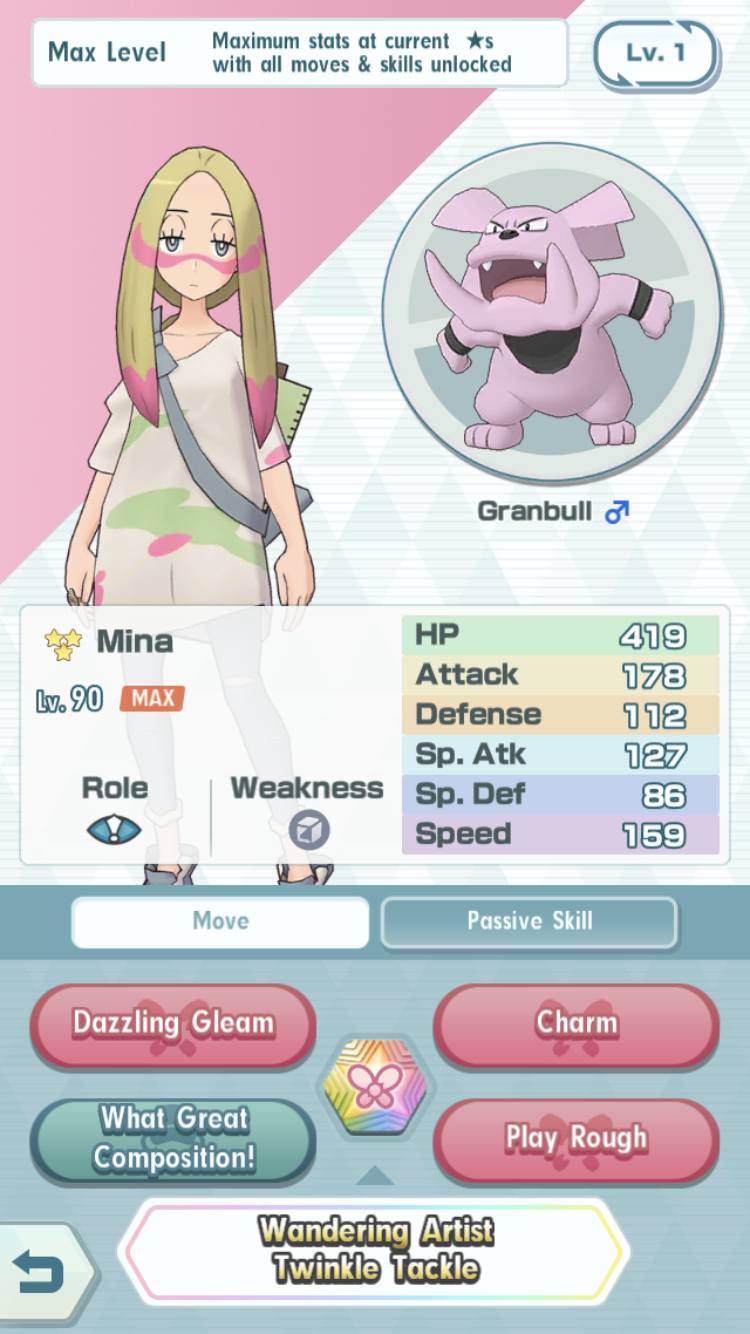 Max Level
Maximum stats at current ★s
with all moves & skills unlocked
Lv. 1
Granbull ♂
Mina
Lv. 90 MAX
Role
Weakness
HP 419
Attack 178
Defense 112
Sp. Atk 127
Sp. Def 86
Speed 159
Move
Passive Skill
Dazzling Gleam
Charm
What Great
Composition!
Play Rough
Wandering Artist
Twinkle Tackle